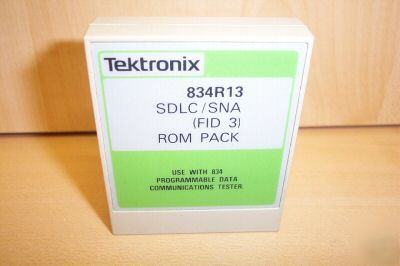 Tektronix
834R13
SDLC/SNA
(FID 3)
ROM PACK
USE WITH 834
PROGRAMMABLE DATA
COMMUNICATIONS TESTER.